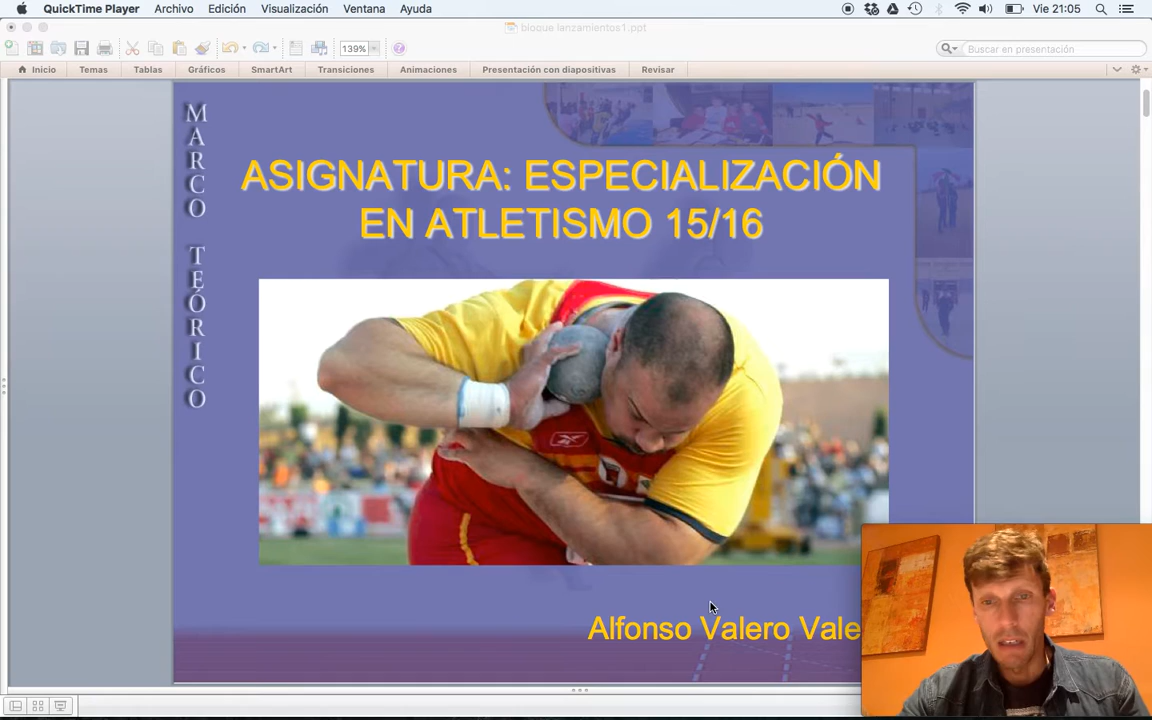 QuickTime Player Archivo Edición Visualización Ventana Ayuda Vie 21:05
bloque lanzamientos1.ppt
139% Buscar en presentación
Inicio Temas Tablas Gráficos SmartArt Transiciones Animaciones Presentación con diapositivas Revisar
MARCO TEÓRICO
ASIGNATURA: ESPECIALIZACIÓN
EN ATLETISMO 15/16
Alfonso Valero Vale